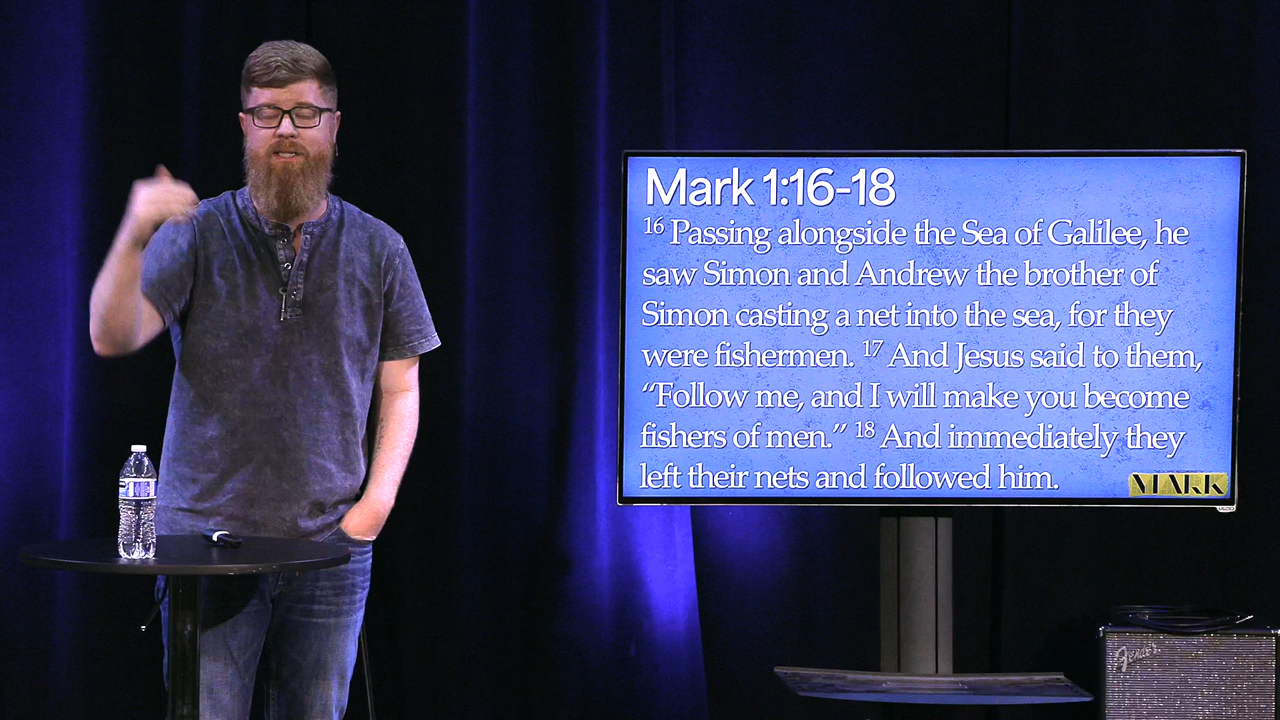 Mark 1:16-18
16 Passing alongside the Sea of Galilee, he
saw Simon and Andrew the brother of
Simon casting a net into the sea, for they
were fishermen. 17 And Jesus said to them,
“Follow me, and I will make you become
fishers of men.” 18 And immediately they
left their nets and followed him.
MARK
VIZIO
Fender